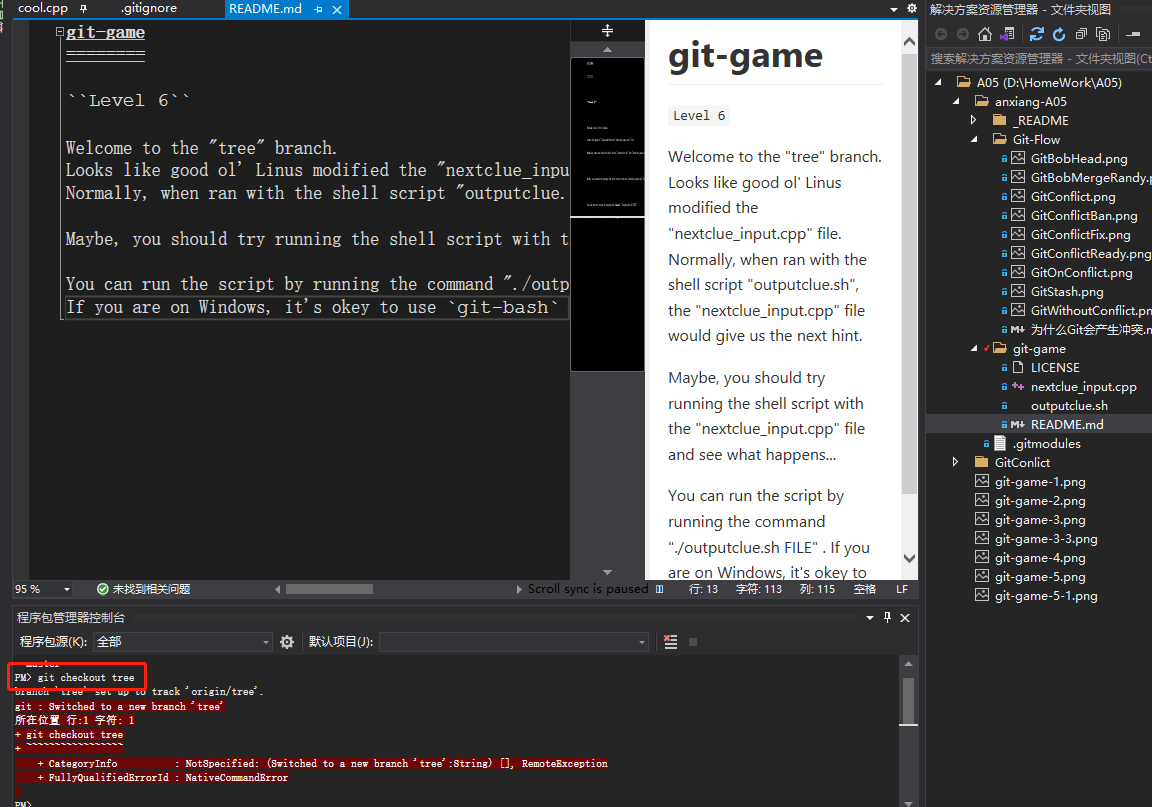 cool.cpp .gitignore README.md
git-game
========
``Level 6``
Welcome to the "tree" branch.
Looks like good ol' Linus modified the "nextclue_inpu
Normally, when ran with the shell script "outputclue.
Maybe, you should try running the shell script with t
You can run the script by running the command "./outp
If you are on Windows, it's okey to use `git-bash`
git-game
Level 6
Welcome to the "tree" branch.
Looks like good ol' Linus
modified the
"nextclue_input.cpp" file.
Normally, when ran with the
shell script "outputclue.sh",
the "nextclue_input.cpp" file
would give us the next hint.
Maybe, you should try
running the shell script with
the "nextclue_input.cpp" file
and see what happens...
You can run the script by
running the command
"./outputclue.sh FILE" . If you
are on Windows, it's okey to
95 % 未找到相关问题 Scroll sync is paused 行: 13 字符: 113 列: 115 空格 LF
程序包管理器控制台
程序包源(K): 全部 默认项目(J):
master
PM> git checkout tree
branch 'tree' set up to track 'origin/tree'.
git : Switched to a new branch 'tree'
所在位置 行:1 字符: 1
+ git checkout tree
+ ~~~~~~~~~~~~~~~~~
+ CategoryInfo : NotSpecified: (Switched to a new branch 'tree':String) [], RemoteException
+ FullyQualifiedErrorId : NativeCommandError
PM>
解决方案资源管理器 - 文件夹视图
搜索解决方案资源管理器 - 文件夹视图(Ct
A05 (D:\HomeWork\A05)
anxiang-A05
_README
Git-Flow
GitBobHead.png
GitBobMergeRandy.p
GitConflict.png
GitConflictBan.png
GitConflictFix.png
GitConflictReady.png
GitOnConflict.png
GitStash.png
GitWithoutConflict.pn
为什么Git会产生冲突.m
git-game
LICENSE
nextclue_input.cpp
outputclue.sh
README.md
.gitmodules
GitConlict
git-game-1.png
git-game-2.png
git-game-3.png
git-game-3-3.png
git-game-4.png
git-game-5.png
git-game-5-1.png